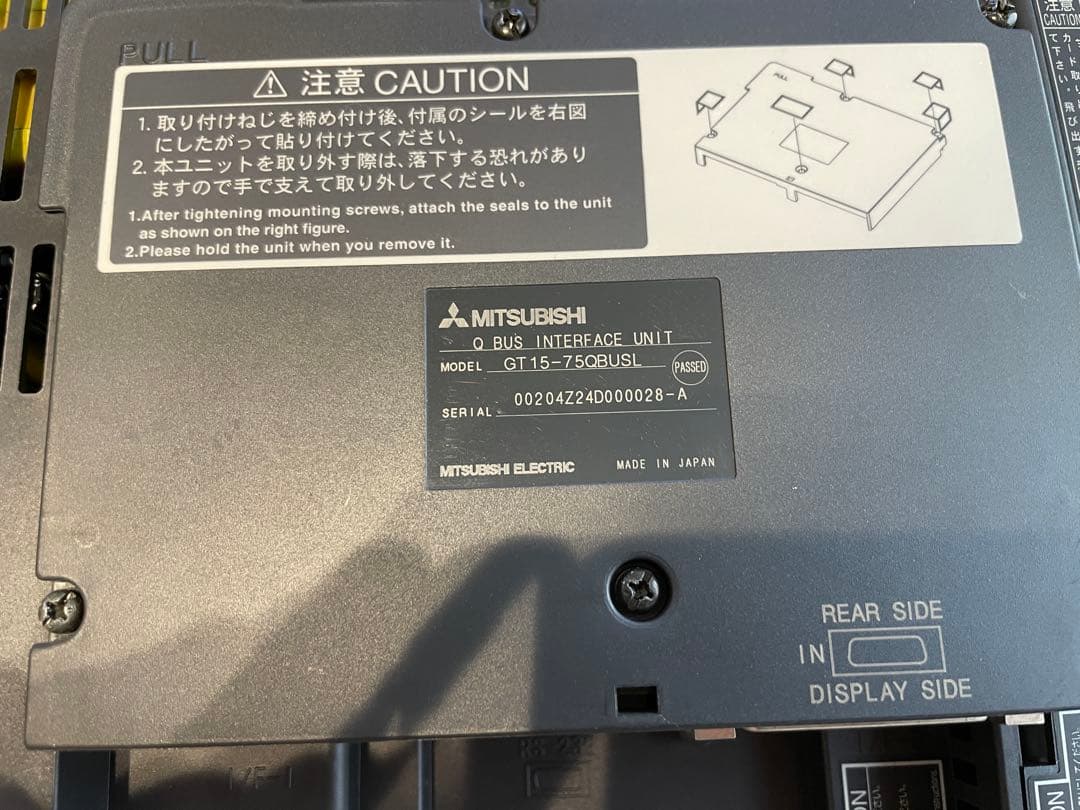 PULL
注意 CAUTION
1. 取り付けねじを締め付け後、付属のシールを右図
にしたがって貼り付けてください。
2. 本ユニットを取り外す際は、落下する恐れがあり
ますので手で支えて取り外してください。
1.After tightening mounting screws, attach the seals to the unit
as shown on the right figure.
2.Please hold the unit when you remove it.
PULL
MITSUBISHI
Q BUS INTERFACE UNIT
MODEL GT15-75QBUSL
PASSED
SERIAL 00204Z24D000028-A
MITSUBISHI ELECTRIC MADE IN JAPAN
REAR SIDE
IN
DISPLAY SIDE
注意
CAUTION
I/F-1